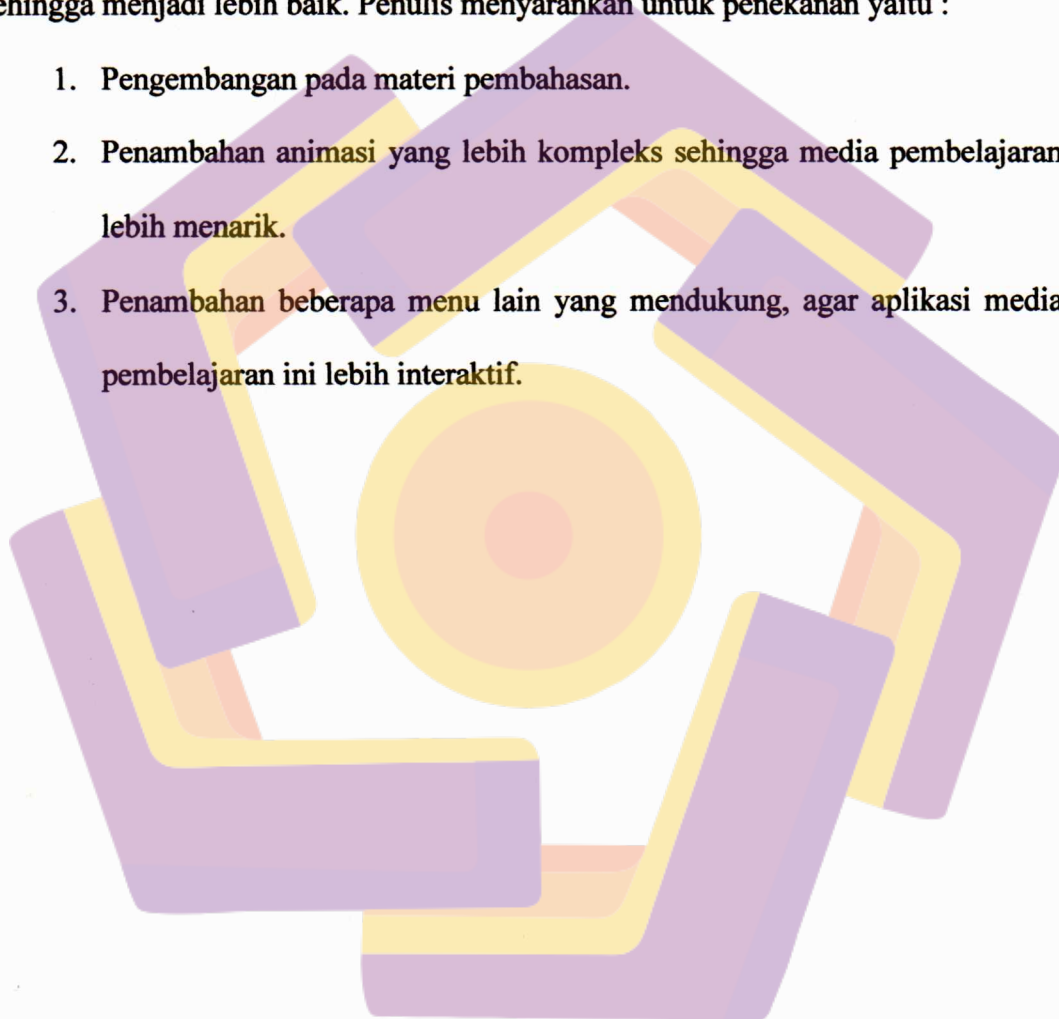 ehingga menjadi lebih baik. Penulis menyarankan untuk penekanan yaitu :
1. Pengembangan pada materi pembahasan.
2. Penambahan animasi yang lebih kompleks sehingga media pembelajaran
lebih menarik.
3. Penambahan beberapa menu lain yang mendukung, agar aplikasi media
pembelajaran ini lebih interaktif.